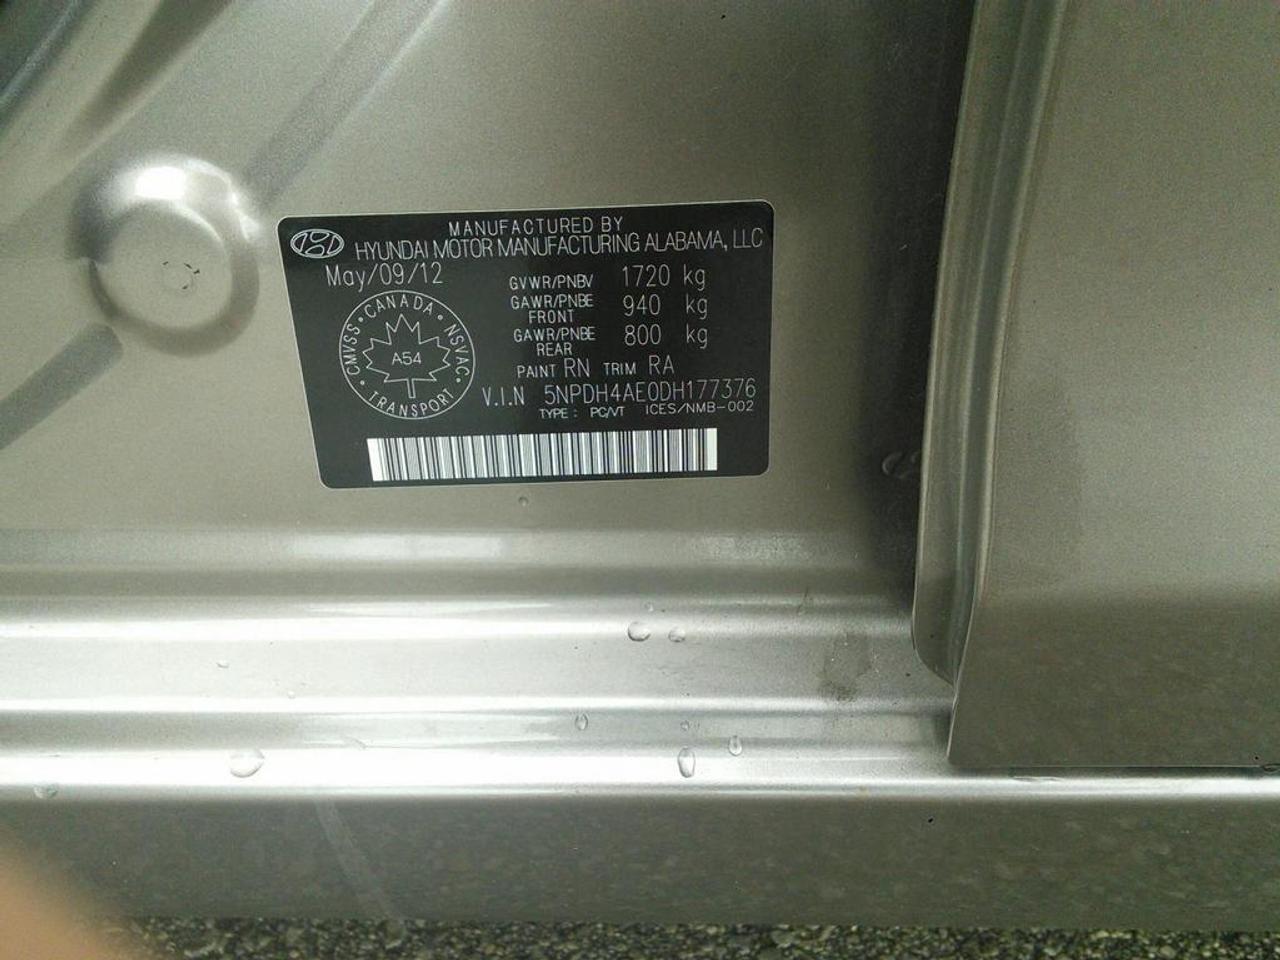 MANUFACTURED BY
HYUNDAI MOTOR MANUFACTURING ALABAMA, LLC
May/09/12
GVWR/PNBV 1720 kg
GAWR/PNBE FRONT 940 kg
GAWR/PNBE REAR 800 kg
PAINT RN TRIM RA
V.I.N 5NPDH4AE0DH177376
TYPE : PC/VT ICES/NMB-002
CANADA • NSVAC • TRANSPORT • CMVSS •
A54